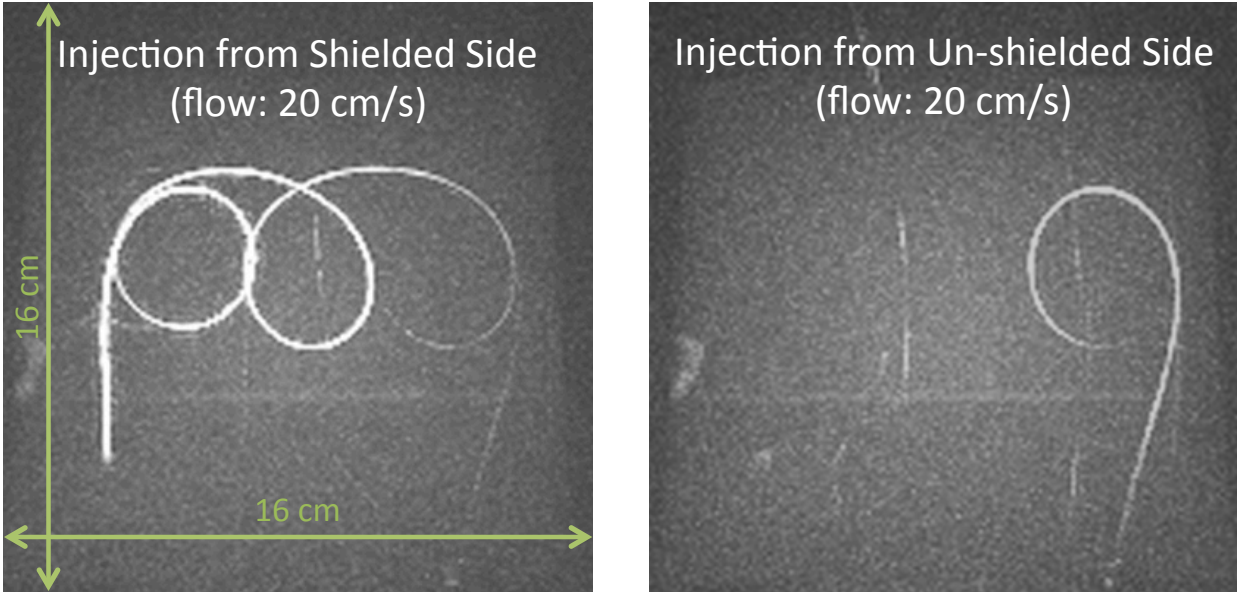 Injection from Shielded Side
(flow: 20 cm/s)
16 cm
16 cm
Injection from Un-shielded Side
(flow: 20 cm/s)